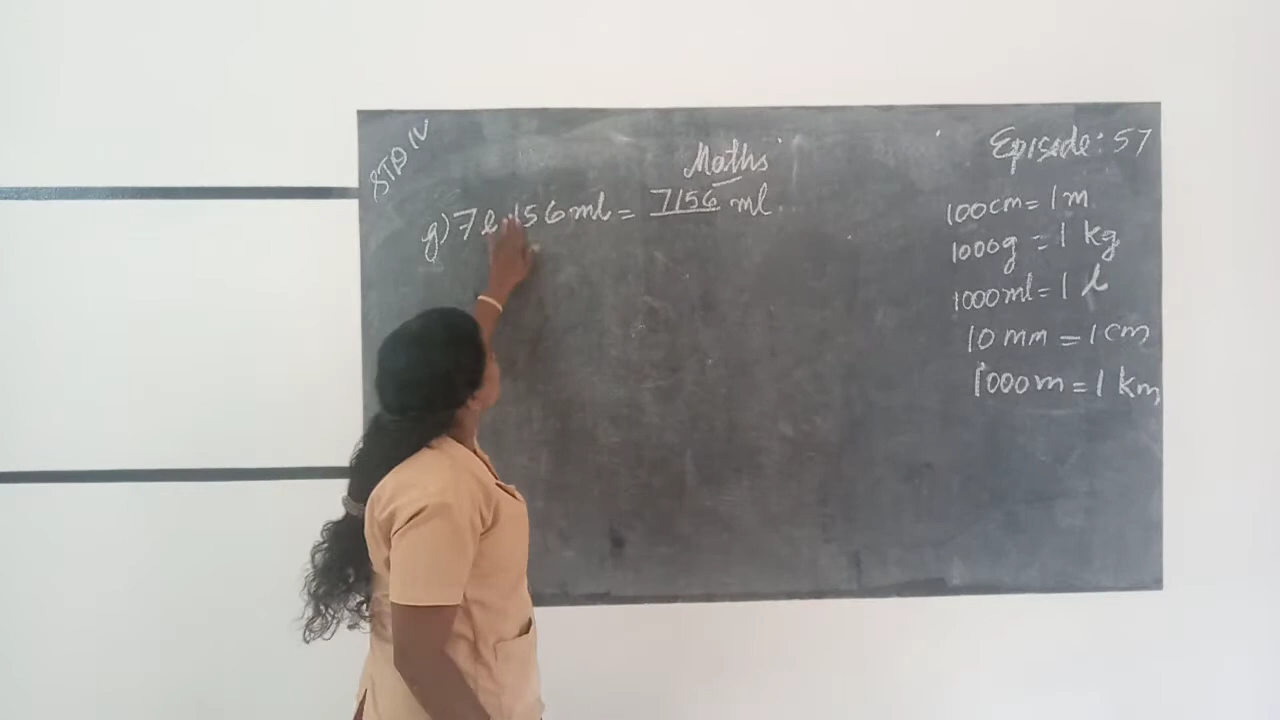 STD IV
Maths
Episode: 57
g) 7 l 156 ml = 7156 ml
100cm = 1m
1000g = 1 kg
1000ml = 1 l
10 mm = 1 cm
1000m = 1 km